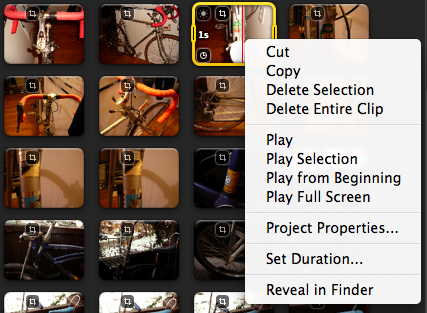 1s
Cut
Copy
Delete Selection
Delete Entire Clip
Play
Play Selection
Play from Beginning
Play Full Screen
Project Properties...
Set Duration...
Reveal in Finder